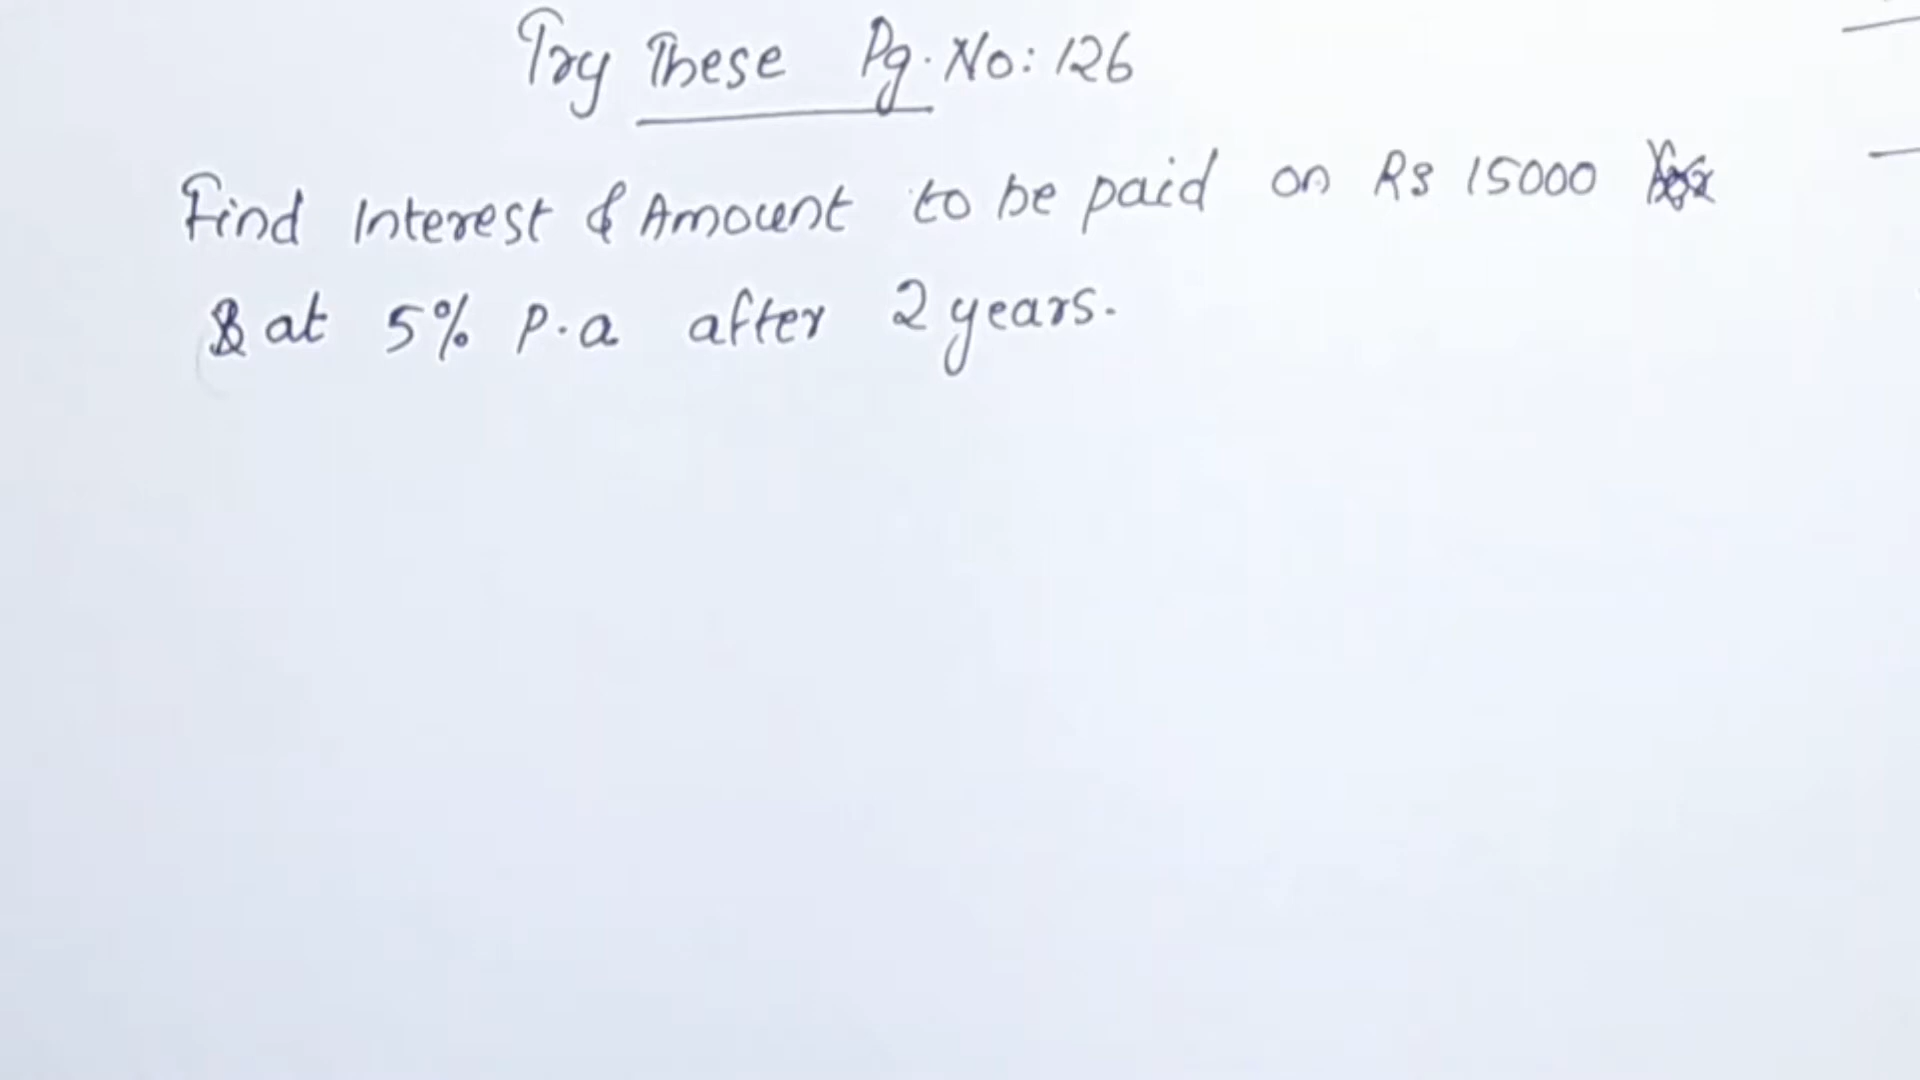 Try These Pg. No: 126
Find Interest & Amount to be paid on Rs 15000
at 5% P.a after 2 years.